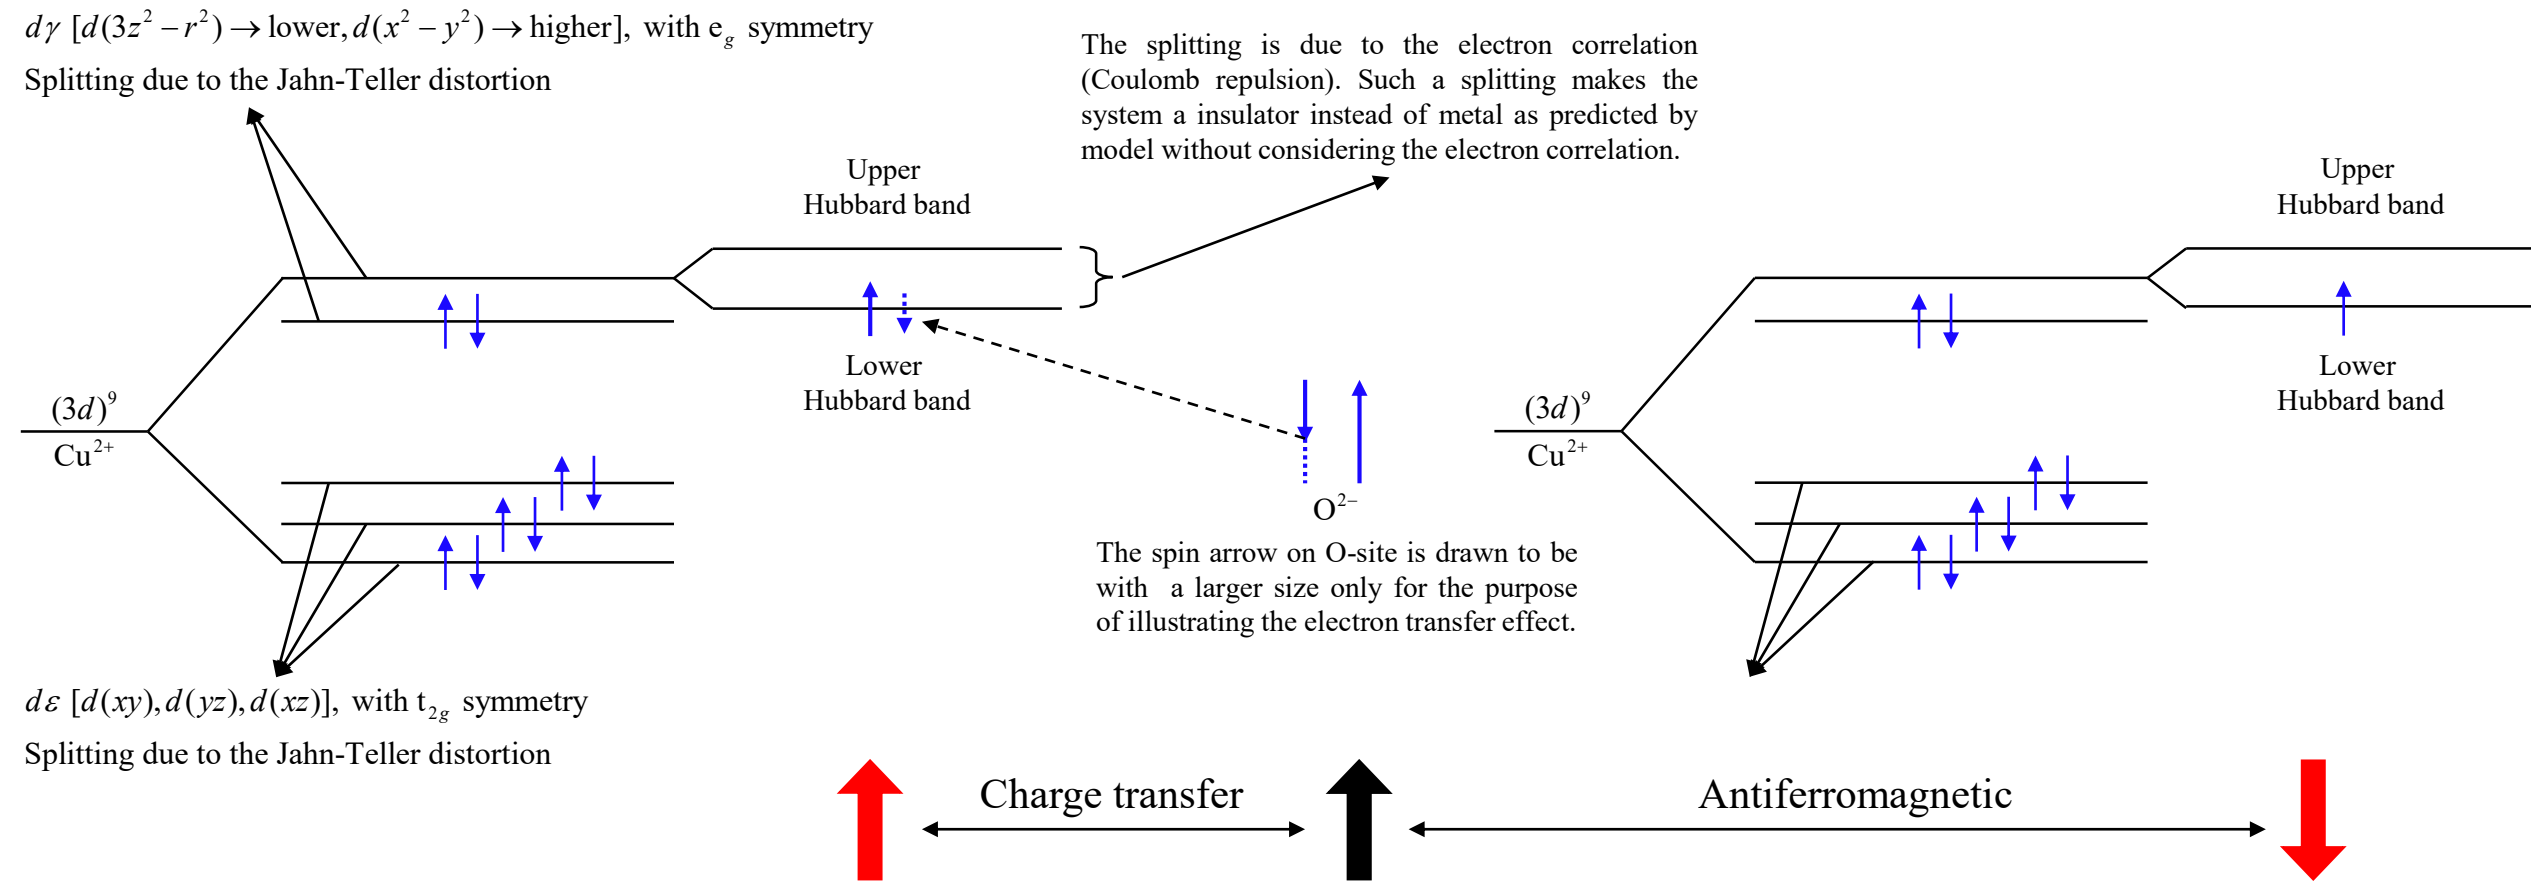 dγ [d(3z² − r²) → lower, d(x² − y²) → higher], with e_g symmetry
Splitting due to the Jahn-Teller distortion
The splitting is due to the electron correlation
(Coulomb repulsion). Such a splitting makes the
system a insulator instead of metal as predicted by
model without considering the electron correlation.
Upper
Hubbard band
Upper
Hubbard band
Lower
Hubbard band
Lower
Hubbard band
(3d)⁹
Cu²⁺
(3d)⁹
Cu²⁺
O²⁻
The spin arrow on O-site is drawn to be
with a larger size only for the purpose
of illustrating the electron transfer effect.
dε [d(xy), d(yz), d(xz)], with t_2g symmetry
Splitting due to the Jahn-Teller distortion
Charge transfer
Antiferromagnetic